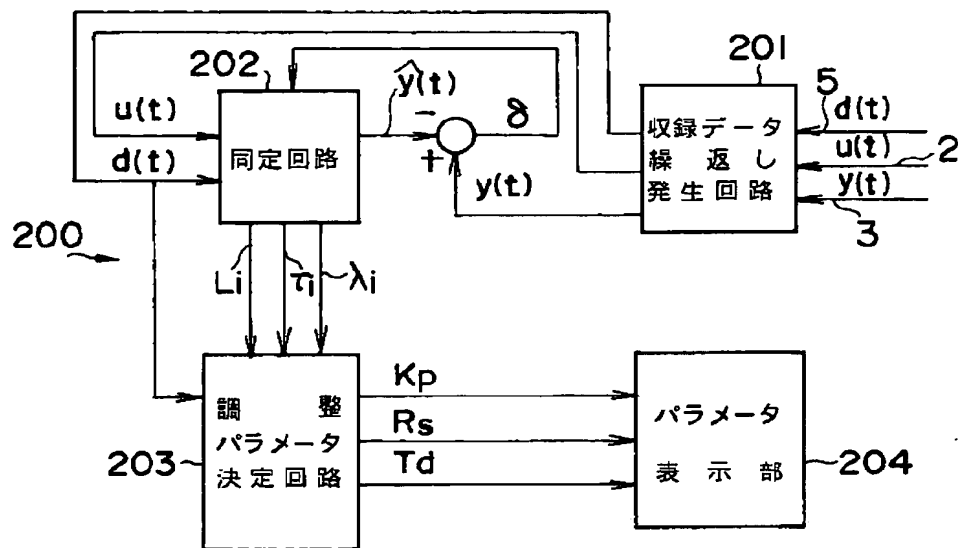 202
201
u(t)
ŷ(t)
−
δ
5
d(t)
同定回路
収録データ
繰返し
発生回路
u(t)
2
d(t)
+
y(t)
y(t)
3
200
Li
τi
λi
調整
パラメータ
決定回路
203
Kp
Rs
Td
パラメータ
表示部
204